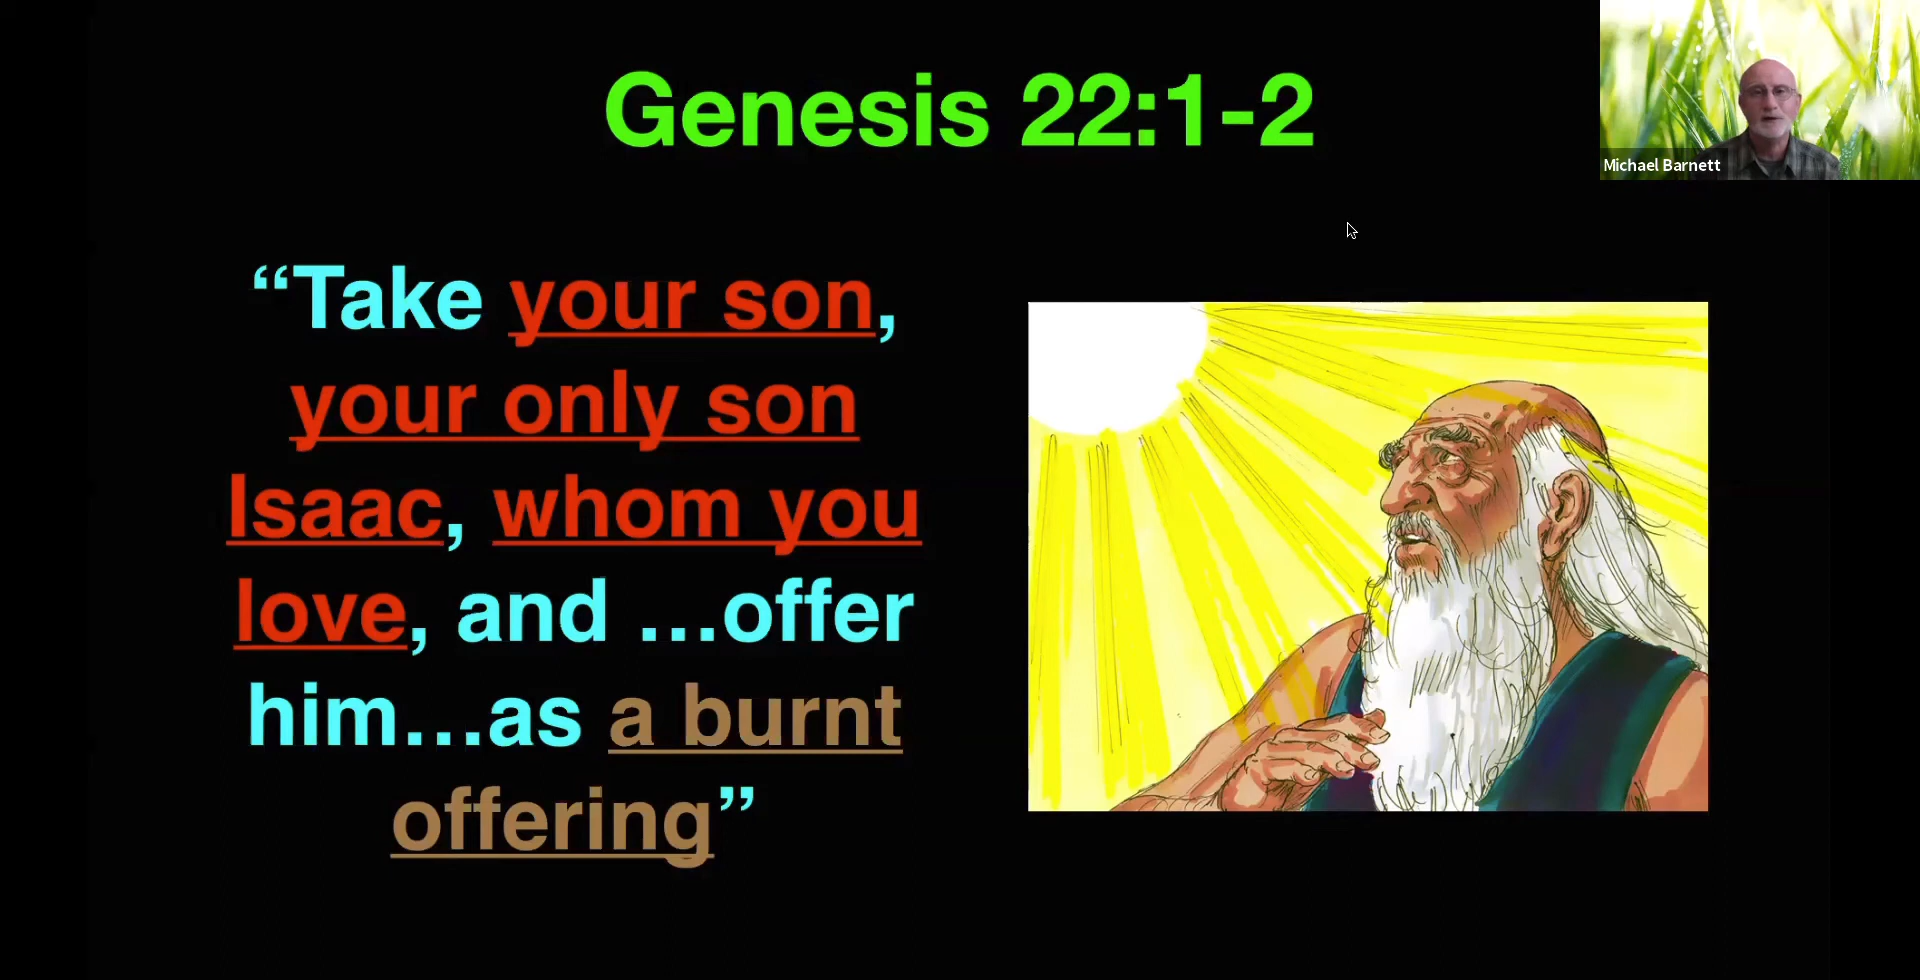 Genesis 22:1-2
Michael Barnett
“Take your son,
your only son
Isaac, whom you
love, and ...offer
him...as a burnt
offering”